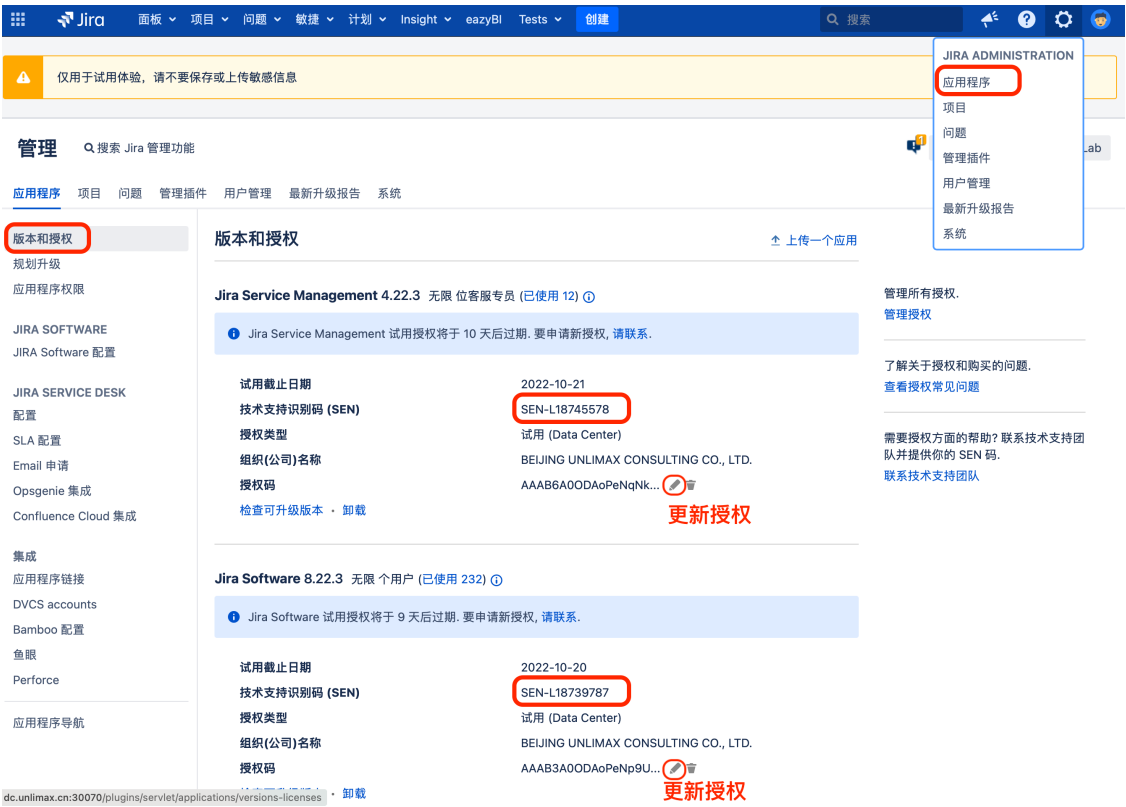 Jira 面板 项目 问题 敏捷 计划 Insight eazyBI Tests 创建 搜索
仅用于试用体验，请不要保存或上传敏感信息
JIRA ADMINISTRATION
应用程序
项目
问题
管理插件
用户管理
最新升级报告
系统
管理 搜索 Jira 管理功能 1 Lab
应用程序 项目 问题 管理插件 用户管理 最新升级报告 系统
版本和授权
规划升级
应用程序权限
JIRA SOFTWARE
JIRA Software 配置
JIRA SERVICE DESK
配置
SLA 配置
Email 申请
Opsgenie 集成
Confluence Cloud 集成
集成
应用程序链接
DVCS accounts
Bamboo 配置
鱼眼
Perforce
应用程序导航
版本和授权 上传一个应用
Jira Service Management 4.22.3 无限 位客服专员 (已使用 12)
Jira Service Management 试用授权将于 10 天后过期. 要申请新授权, 请联系.
试用截止日期 2022-10-21
技术支持识别码 (SEN) SEN-L18745578
授权类型 试用 (Data Center)
组织(公司)名称 BEIJING UNLIMAX CONSULTING CO., LTD.
授权码 AAAB6A0ODAoPeNqNk...
检查可升级版本 · 卸载 更新授权
Jira Software 8.22.3 无限 个用户 (已使用 232)
Jira Software 试用授权将于 9 天后过期. 要申请新授权, 请联系.
试用截止日期 2022-10-20
技术支持识别码 (SEN) SEN-L18739787
授权类型 试用 (Data Center)
组织(公司)名称 BEIJING UNLIMAX CONSULTING CO., LTD.
授权码 AAAB3A0ODAoPeNp9U...
卸载 更新授权
管理所有授权.
管理授权
了解关于授权和购买的问题.
查看授权常见问题
需要授权方面的帮助? 联系技术支持团
队并提供你的 SEN 码.
联系技术支持团队
dc.unlimax.cn:30070/plugins/servlet/applications/versions-licenses